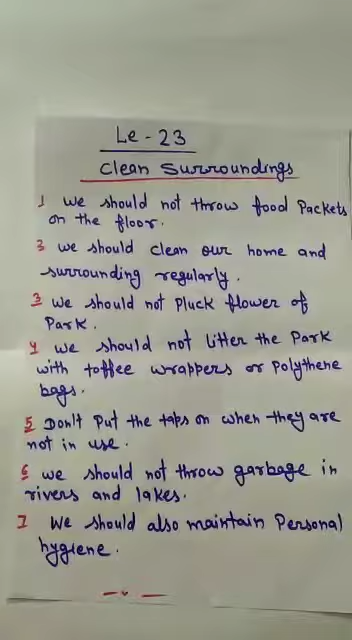 Le - 23
Clean Surroundings
1 We should not throw food Packets
on the floor.
3 We should clean our home and
surrounding regularly.
3 We should not Pluck flower of
Park.
4 We should not litter the Park
with toffee wrappers or Polythene
bags.
5 Don't Put the taps on when they are
not in use.
6 We should not throw garbage in
rivers and lakes.
7 We should also maintain Personal
hygiene.